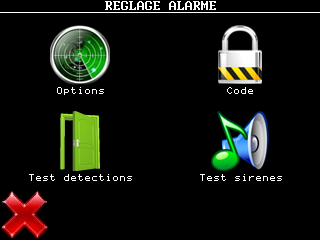 REGLAGE ALARME
Options
Code
Test detections
Test sirenes